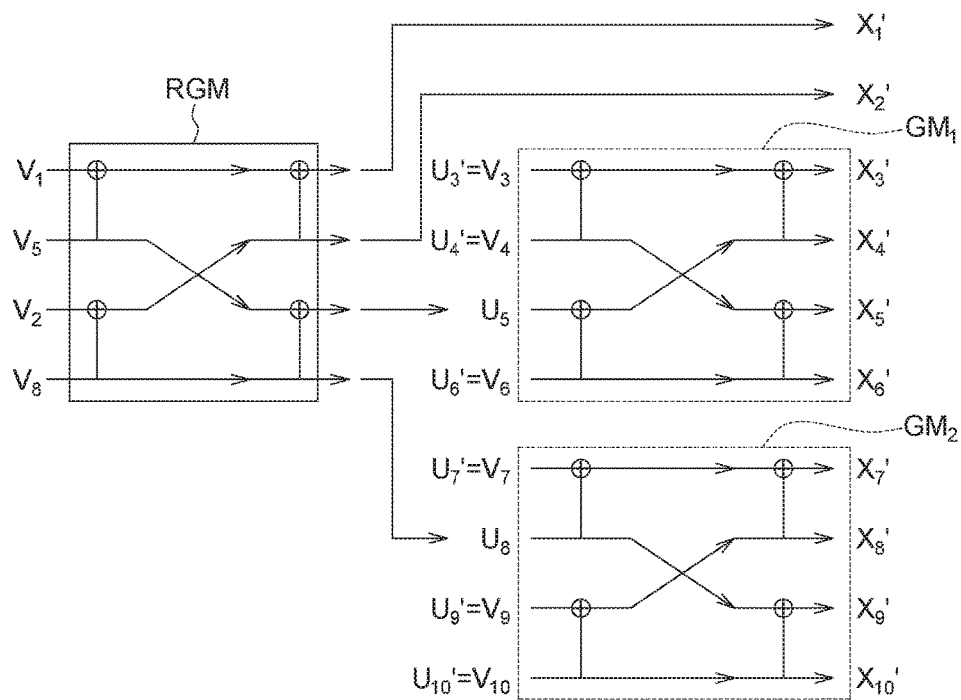 X₁'
RGM
X₂'
GM₁
V₁
U₃'=V₃
X₃'
V₅
U₄'=V₄
X₄'
V₂
U₅
X₅'
V₈
U₆'=V₆
X₆'
GM₂
U₇'=V₇
X₇'
U₈
X₈'
U₉'=V₉
X₉'
U₁₀'=V₁₀
X₁₀'